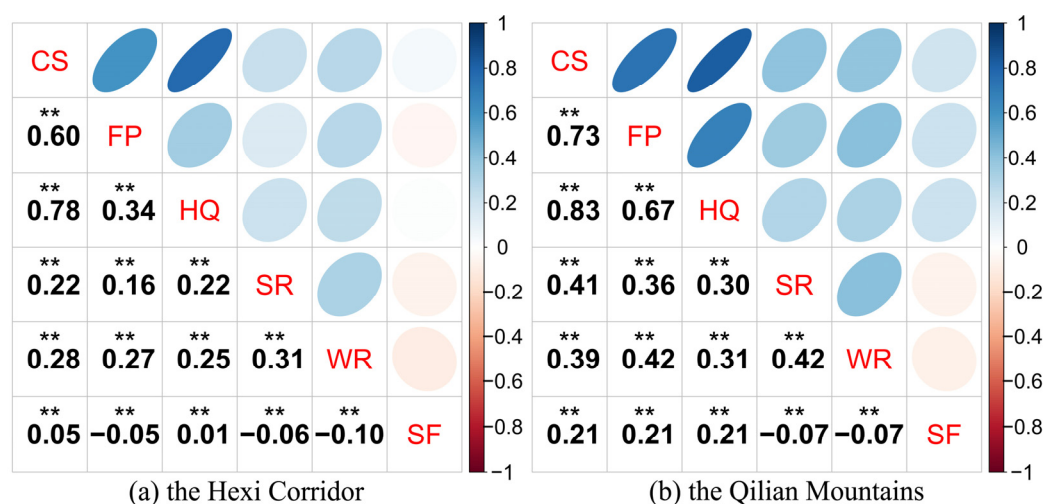 CS
**
0.60 FP
** **
0.78 0.34 HQ
** ** **
0.22 0.16 0.22 SR
** ** ** **
0.28 0.27 0.25 0.31 WR
** ** ** ** **
0.05 −0.05 0.01 −0.06 −0.10 SF
1
0.8
0.6
0.4
0.2
0
−0.2
−0.4
−0.6
−0.8
−1
(a) the Hexi Corridor
CS
**
0.73 FP
** **
0.83 0.67 HQ
** ** **
0.41 0.36 0.30 SR
** ** ** **
0.39 0.42 0.31 0.42 WR
** ** ** ** **
0.21 0.21 0.21 −0.07 −0.07 SF
1
0.8
0.6
0.4
0.2
0
−0.2
−0.4
−0.6
−0.8
−1
(b) the Qilian Mountains